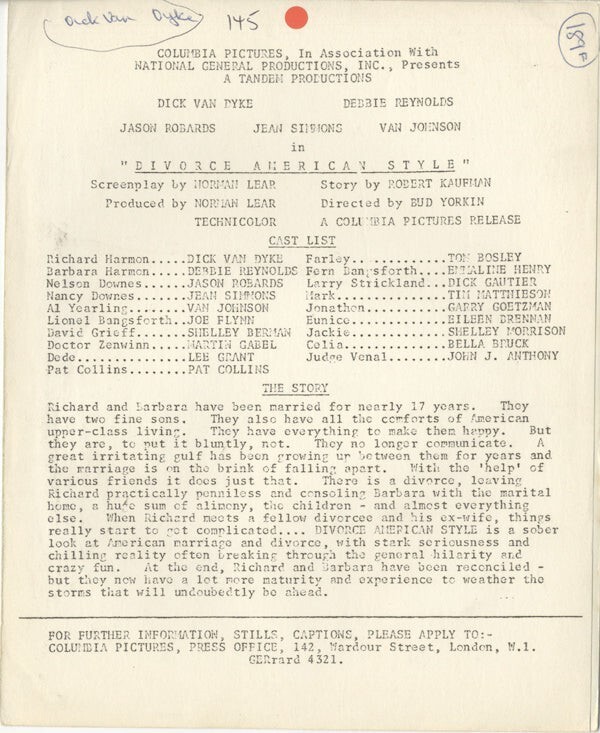 Dick Van Dyke
145
189F
COLUMBIA PICTURES, In Association With
NATIONAL GENERAL PRODUCTIONS, INC., Presents
A TANDEM PRODUCTIONS
DICK VAN DYKE DEBBIE REYNOLDS
JASON ROBARDS JEAN SIMMONS VAN JOHNSON
in
"DIVORCE AMERICAN STYLE"
Screenplay by NORMAN LEAR Story by ROBERT KAUFMAN
Produced by NORMAN LEAR Directed by BUD YORKIN
TECHNICOLOR A COLUMBIA PICTURES RELEASE
CAST LIST
Richard Harmon.....DICK VAN DYKE Farley............TOM BOSLEY
Barbara Harmon.....DEBBIE REYNOLDS Fern Bangsforth....EMMALINE HENRY
Nelson Downes......JASON ROBARDS Larry Strickland...DICK GAUTIER
Nancy Downes.......JEAN SIMMONS Mark...............TIM MATTHIESON
Al Yearling........VAN JOHNSON Jonathon...........GARRY GOETZMAN
Lionel Bangsforth..JOE FLYNN Eunice.............EILEEN BRENNAN
David Grieff.......SHELLEY BERMAN Jackie.............SHELLEY MORRISON
Doctor Zenwinn.....MARTIN GABEL Celia..............BELLA BRUCK
Dede...............LEE GRANT Judge Venal........JOHN J. ANTHONY
Pat Collins........PAT COLLINS
THE STORY
Richard and Barbara have been married for nearly 17 years. They
have two fine sons. They also have all the comforts of American
upper-class living. They have everything to make them happy. But
they are, to put it bluntly, not. They no longer communicate. A
great irritating gulf has been growing up between them for years and
the marriage is on the brink of falling apart. With the 'help' of
various friends it does just that. There is a divorce, leaving
Richard practically penniless and consoling Barbara with the marital
home, a huge sum of alimony, the children - and almost everything
else. When Richard meets a fellow divorcee and his ex-wife, things
really start to get complicated.... DIVORCE AMERICAN STYLE is a sober
look at American marriage and divorce, with stark seriousness and
chilling reality often breaking through the general hilarity and
crazy fun. At the end, Richard and Barbara have been reconciled -
but they now have a lot more maturity and experience to weather the
storms that will undoubtedly be ahead.
FOR FURTHER INFORMATION, STILLS, CAPTIONS, PLEASE APPLY TO:-
COLUMBIA PICTURES, PRESS OFFICE, 142, Wardour Street, London, W.1.
GERrard 4321.